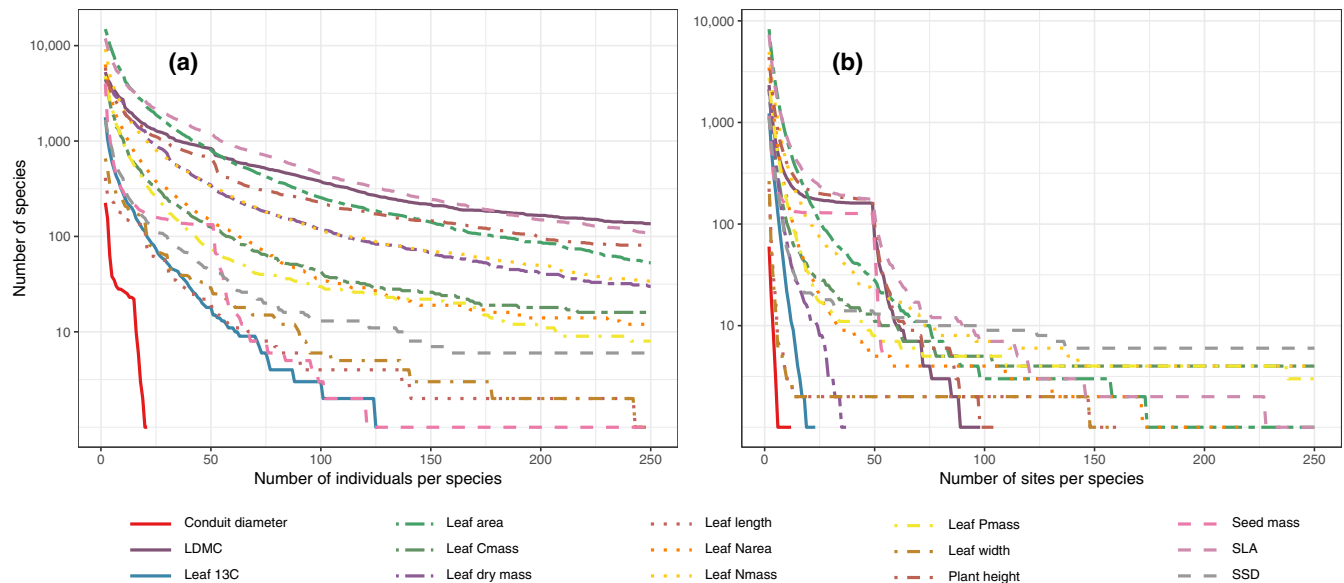 (a)
10,000
1,000
100
10
Number of species
0 50 100 150 200 250
Number of individuals per species
(b)
10,000
1,000
100
10
0 50 100 150 200 250
Number of sites per species
Conduit diameter Leaf area Leaf length Leaf Pmass Seed mass
LDMC Leaf Cmass Leaf Narea Leaf width SLA
Leaf 13C Leaf dry mass Leaf Nmass Plant height SSD